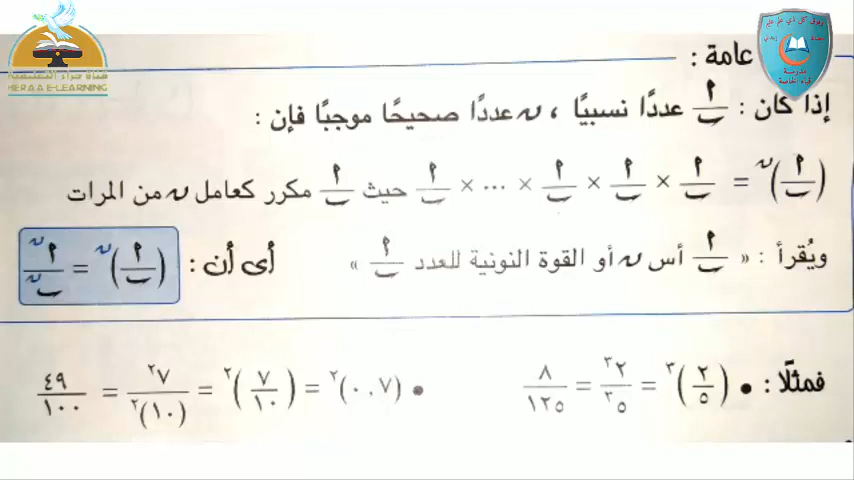 HERAA E-LEARNING
عامة :
إذا كان : أ/ب عددًا نسبيًا ، ن عددًا صحيحًا موجبًا فإن :
(أ/ب)^ن = أ/ب × أ/ب × أ/ب × ... × أ/ب حيث أ/ب مكرر كعامل ن من المرات
ويُقرأ : « أ/ب أس ن أو القوة النونية للعدد أ/ب » أى أن : (أ/ب)^ن = أ^ن/ب^ن
فمثلًا : • (٢/٥)^٣ = ٢^٣/٥^٣ = ٨/١٢٥ • (٠,٧)^٢ = (٧/١٠)^٢ = ٧^٢/(١٠)^٢ = ٤٩/١٠٠